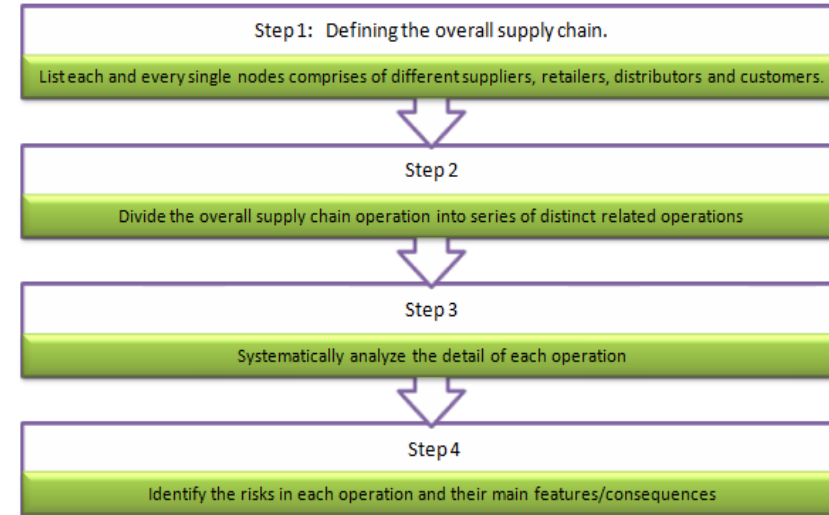 Step 1: Defining the overall supply chain.
List each and every single nodes comprises of different suppliers, retailers, distributors and customers.
Step 2
Divide the overall supply chain operation into series of distinct related operations
Step 3
Systematically analyze the detail of each operation
Step 4
Identify the risks in each operation and their main features/consequences